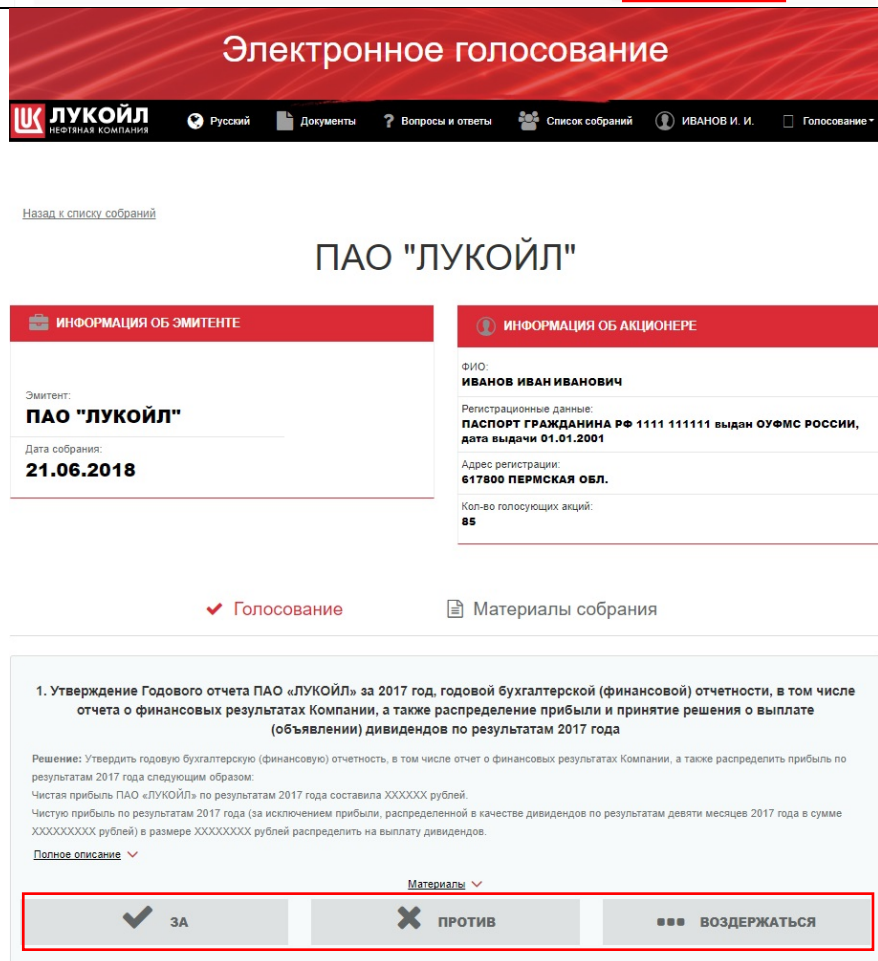 Электронное голосование
ЛУКОЙЛ
НЕФТЯНАЯ КОМПАНИЯ
Русский
Документы
? Вопросы и ответы
Список собраний
ИВАНОВ И. И.
Голосование
Назад к списку собраний
ПАО "ЛУКОЙЛ"
ИНФОРМАЦИЯ ОБ ЭМИТЕНТЕ
Эмитент:
ПАО "ЛУКОЙЛ"
Дата собрания:
21.06.2018
ИНФОРМАЦИЯ ОБ АКЦИОНЕРЕ
ФИО:
ИВАНОВ ИВАН ИВАНОВИЧ
Регистрационные данные:
ПАСПОРТ ГРАЖДАНИНА РФ 1111 111111 выдан ОУФМС РОССИИ,
дата выдачи 01.01.2001
Адрес регистрации:
617800 ПЕРМСКАЯ ОБЛ.
Кол-во голосующих акций:
85
Голосование
Материалы собрания
1. Утверждение Годового отчета ПАО «ЛУКОЙЛ» за 2017 год, годовой бухгалтерской (финансовой) отчетности, в том числе
отчета о финансовых результатах Компании, а также распределение прибыли и принятие решения о выплате
(объявлении) дивидендов по результатам 2017 года
Решение: Утвердить годовую бухгалтерскую (финансовую) отчетность, в том числе отчет о финансовых результатах Компании, а также распределить прибыль по
результатам 2017 года следующим образом:
Чистая прибыль ПАО «ЛУКОЙЛ» по результатам 2017 года составила XXXXXX рублей.
Чистую прибыль по результатам 2017 года (за исключением прибыли, распределенной в качестве дивидендов по результатам девяти месяцев 2017 года в сумме
XXXXXXXXX рублей) в размере XXXXXXXX рублей распределить на выплату дивидендов.
Полное описание
Материалы
ЗА
ПРОТИВ
ВОЗДЕРЖАТЬСЯ